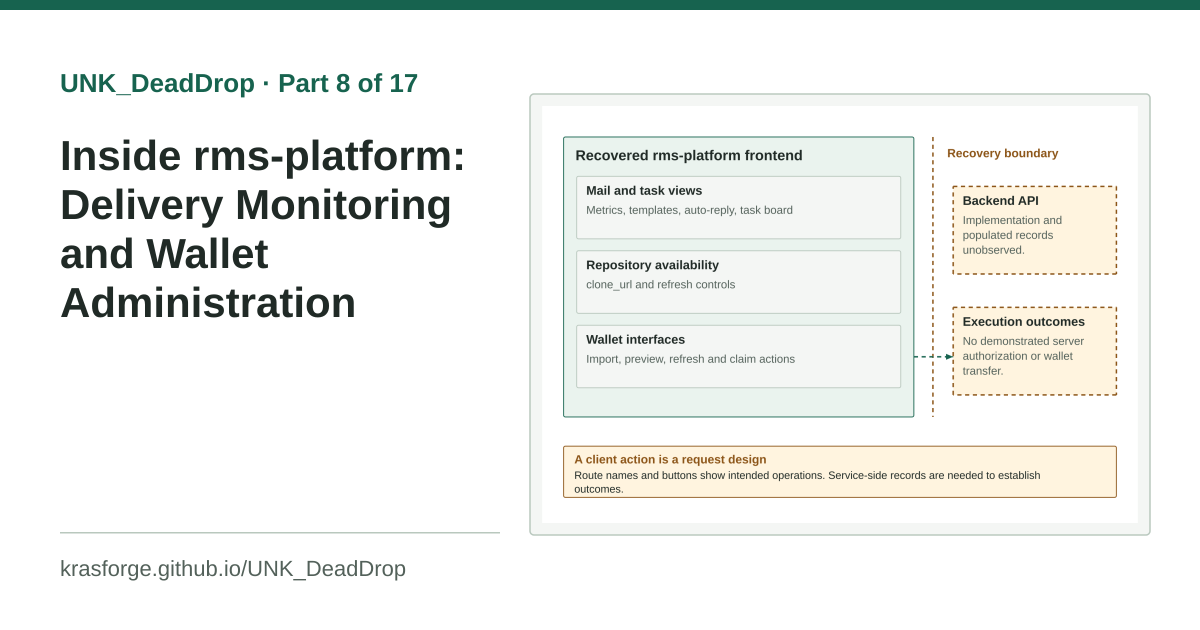 UNK_DeadDrop · Part 8 of 17
Inside rms-platform:
Delivery Monitoring
and Wallet
Administration
krasforge.github.io/UNK_DeadDrop
Recovered rms-platform frontend
Mail and task views
Metrics, templates, auto-reply, task board
Repository availability
clone_url and refresh controls
Wallet interfaces
Import, preview, refresh and claim actions
Recovery boundary
Backend API
Implementation and
populated records
unobserved.
Execution outcomes
No demonstrated server
authorization or wallet
transfer.
A client action is a request design
Route names and buttons show intended operations. Service-side records are needed to establish
outcomes.